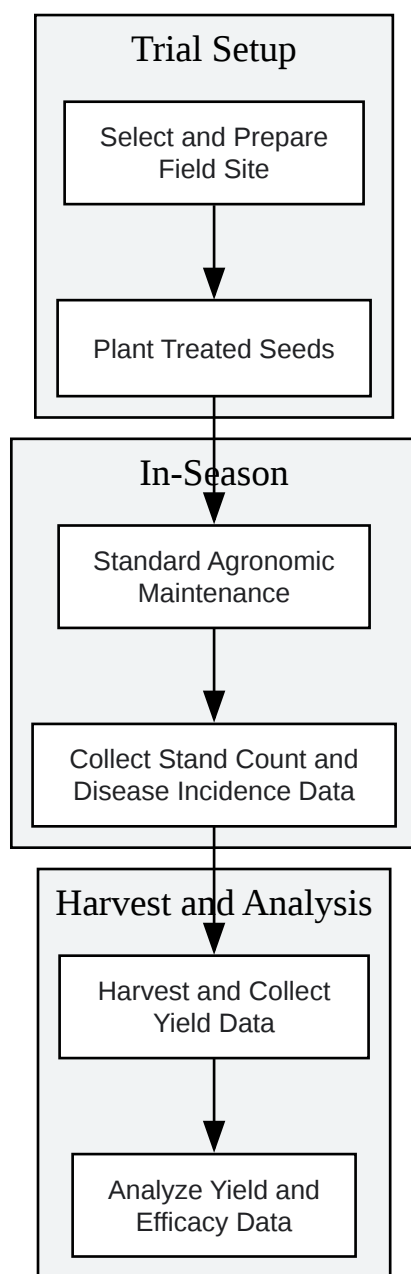 Trial Setup
Select and Prepare
Field Site
Plant Treated Seeds
In-Season
Standard Agronomic
Maintenance
Collect Stand Count and
Disease Incidence Data
Harvest and Analysis
Harvest and Collect
Yield Data
Analyze Yield and
Efficacy Data